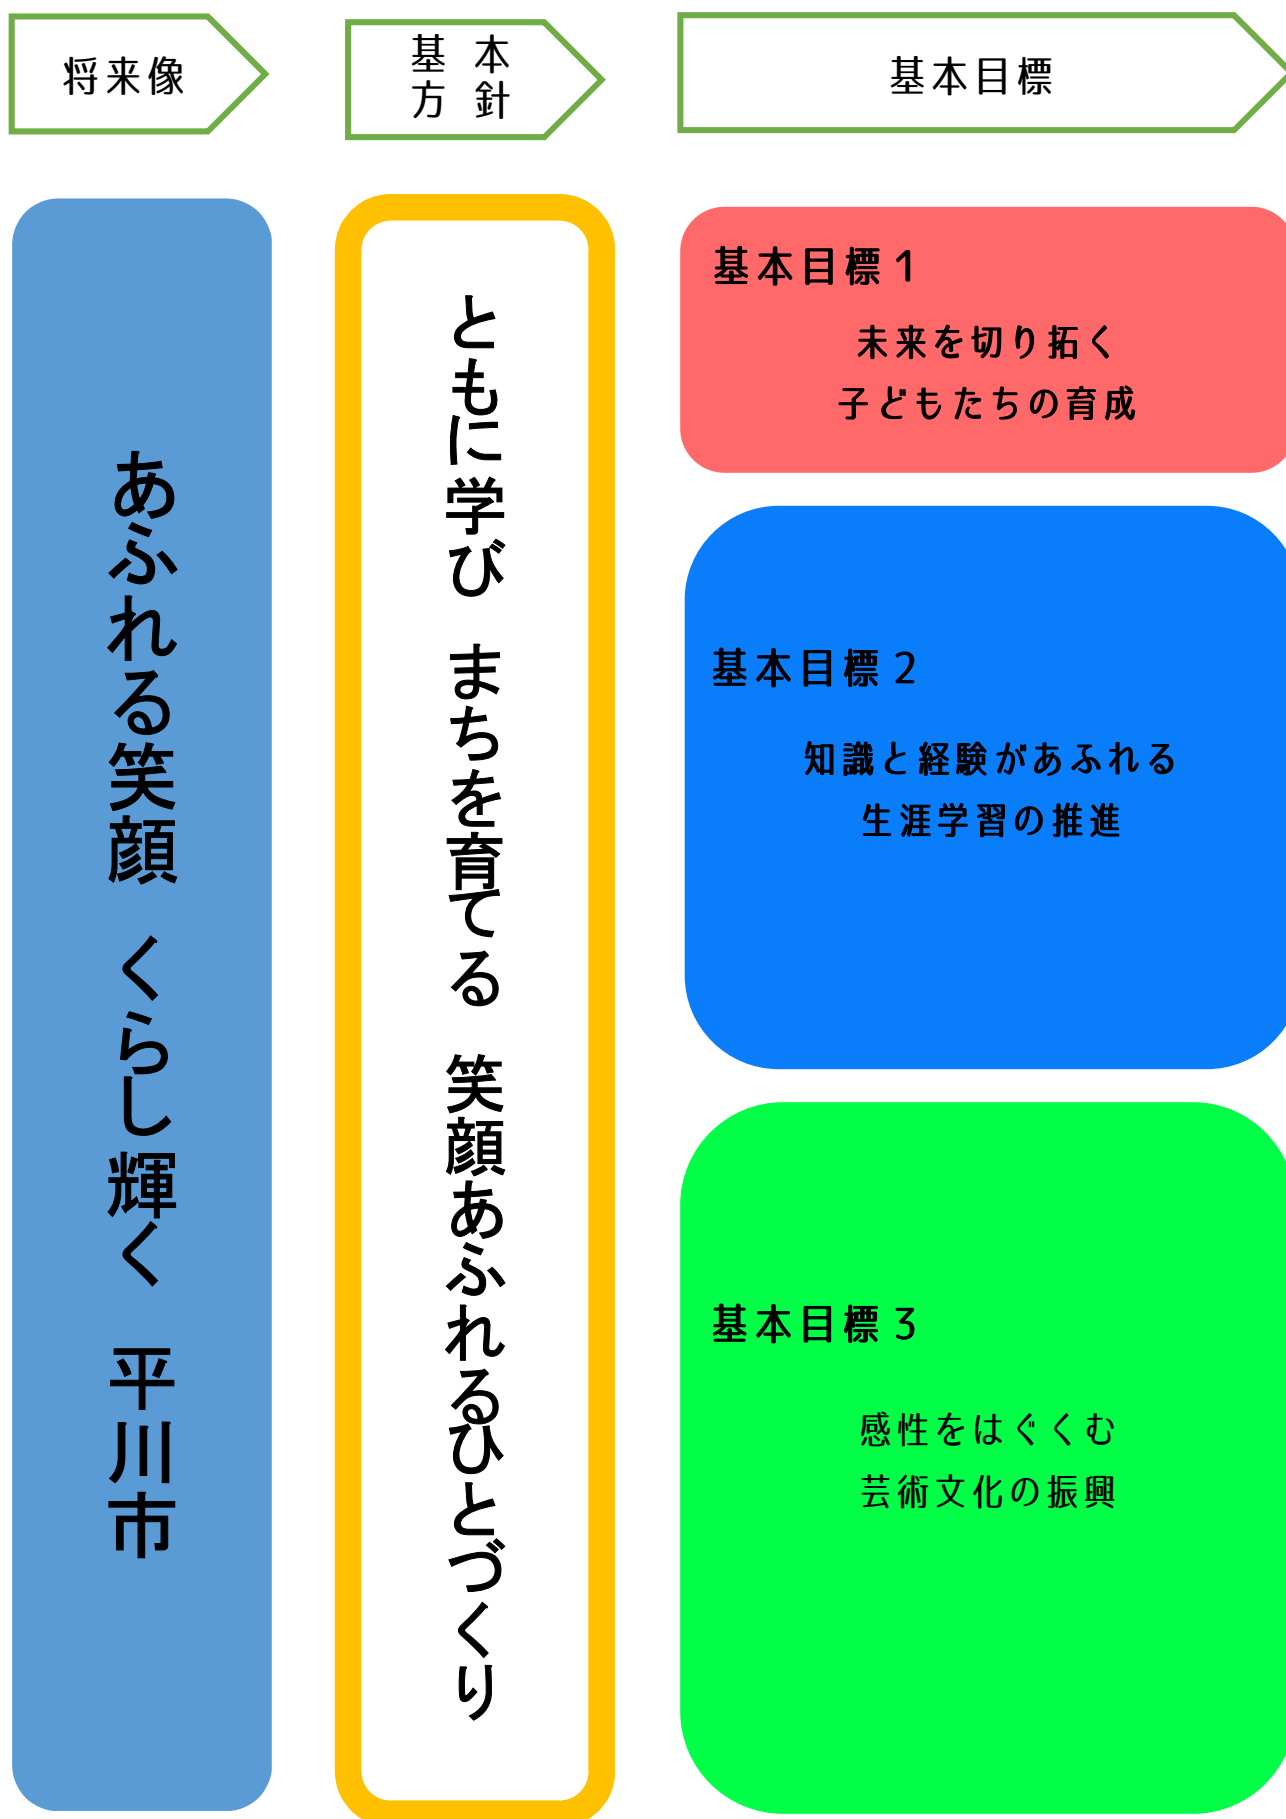 将来像
基本
方針
基本目標
あふれる笑顔　くらし輝く　平川市
ともに学び　まちを育てる　笑顔あふれるひとづくり
基本目標1
未来を切り拓く
子どもたちの育成
基本目標2
知識と経験があふれる
生涯学習の推進
基本目標3
感性をはぐくむ
芸術文化の振興